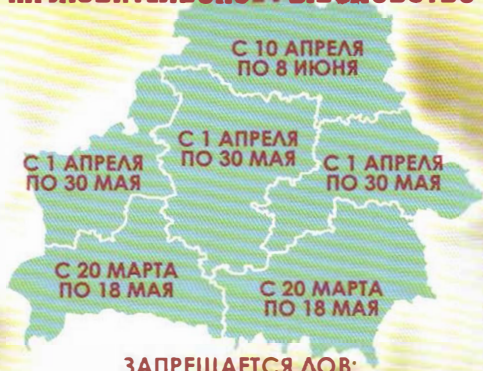 С 10 АПРЕЛЯ
ПО 8 ИЮНЯ
С 1 АПРЕЛЯ
ПО 30 МАЯ
С 1 АПРЕЛЯ
ПО 30 МАЯ
С 1 АПРЕЛЯ
ПО 30 МАЯ
С 20 МАРТА
ПО 18 МАЯ
С 20 МАРТА
ПО 18 МАЯ
ЗАПРЕЩАЕТСЯ ЛОВ: